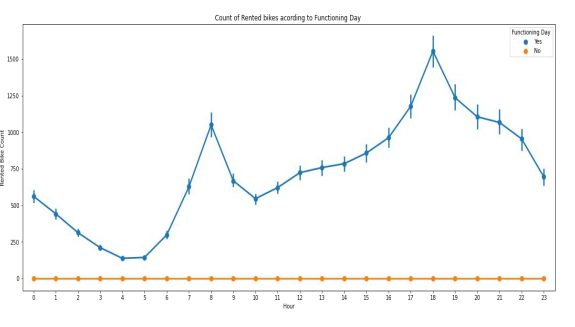 Count of Rented bikes acording to Functioning Day
Functioning Day
Yes
No
Rented Bike Count
1500
1250
1000
750
500
250
0
0 1 2 3 4 5 6 7 8 9 10 11 12 13 14 15 16 17 18 19 20 21 22 23
Hour